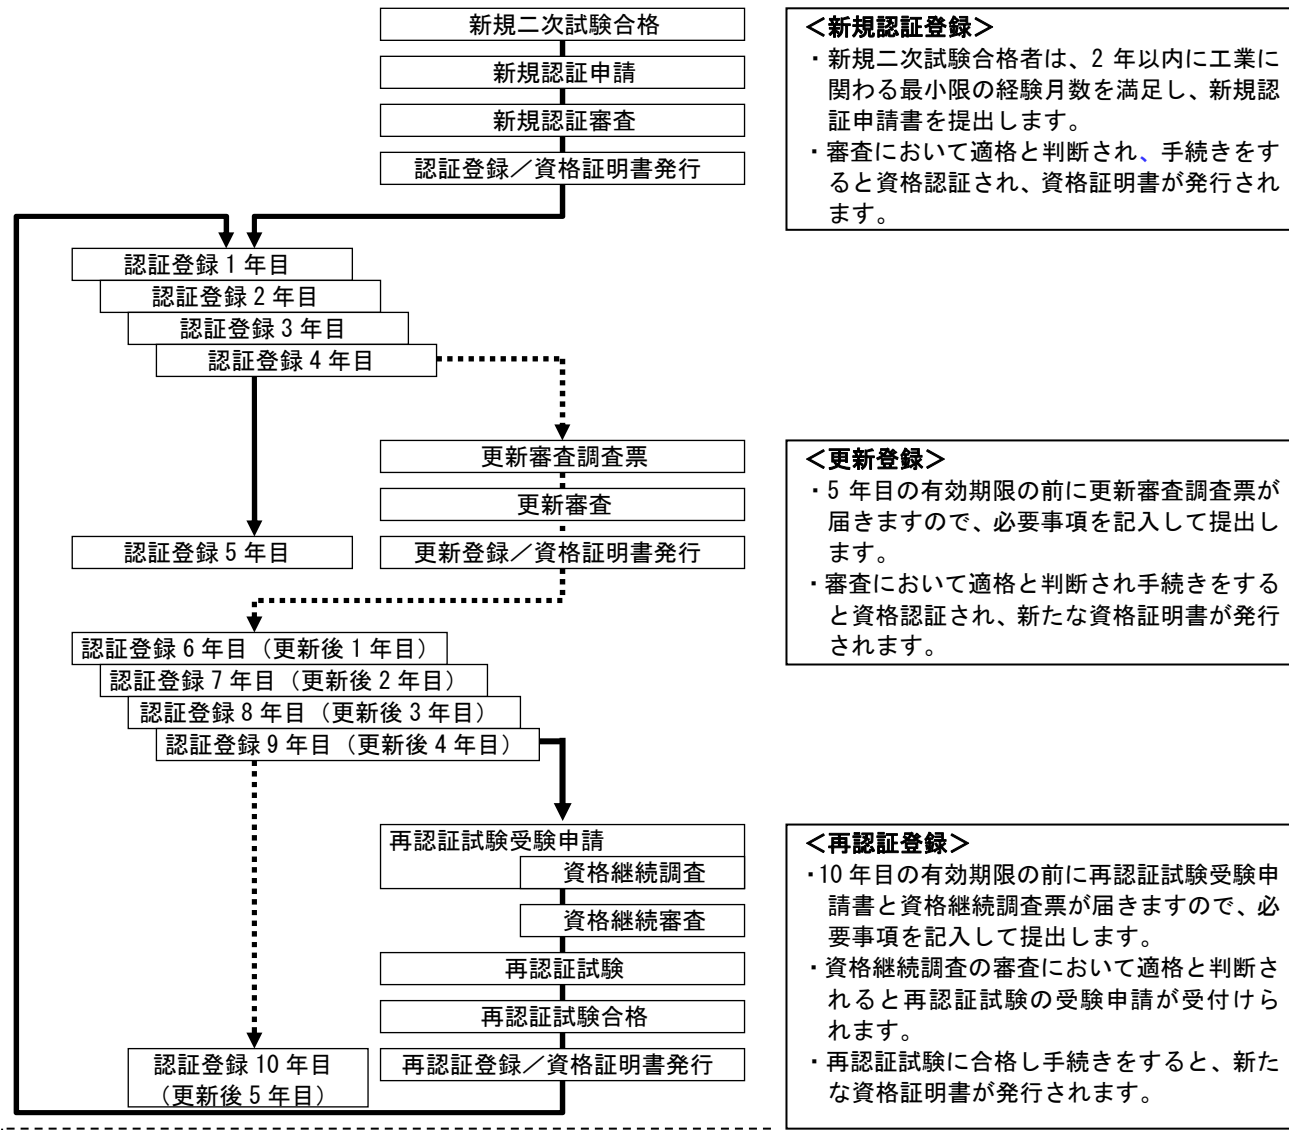 新規二次試験合格
新規認証申請
新規認証審査
認証登録／資格証明書発行
＜新規認証登録＞
・新規二次試験合格者は、2 年以内に工業に
関わる最小限の経験月数を満足し、新規認
証申請書を提出します。
・審査において適格と判断され、手続きをす
ると資格認証され、資格証明書が発行され
ます。
認証登録 1 年目
認証登録 2 年目
認証登録 3 年目
認証登録 4 年目
更新審査調査票
更新審査
認証登録 5 年目
更新登録／資格証明書発行
＜更新登録＞
・5 年目の有効期限の前に更新審査調査票が
届きますので、必要事項を記入して提出し
ます。
・審査において適格と判断され手続きをする
と資格認証され、新たな資格証明書が発行
されます。
認証登録 6 年目（更新後 1 年目）
認証登録 7 年目（更新後 2 年目）
認証登録 8 年目（更新後 3 年目）
認証登録 9 年目（更新後 4 年目）
再認証試験受験申請
資格継続調査
資格継続審査
再認証試験
再認証試験合格
認証登録 10 年目
（更新後 5 年目）
再認証登録／資格証明書発行
＜再認証登録＞
・10 年目の有効期限の前に再認証試験受験申
請書と資格継続調査票が届きますので、必
要事項を記入して提出します。
・資格継続調査の審査において適格と判断さ
れると再認証試験の受験申請が受付けら
れます。
・再認証試験に合格し手続きをすると、新た
な資格証明書が発行されます。